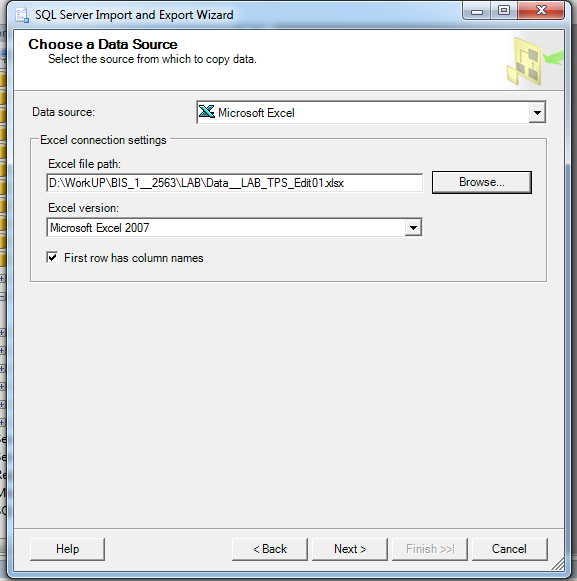 SQL Server Import and Export Wizard
Choose a Data Source
Select the source from which to copy data.
Data source:
Microsoft Excel
Excel connection settings
Excel file path:
D:\WorkUP\BIS_1__2563\LAB\Data__LAB_TPS_Edit01.xlsx
Browse...
Excel version:
Microsoft Excel 2007
First row has column names
Help
< Back
Next >
Finish >>|
Cancel